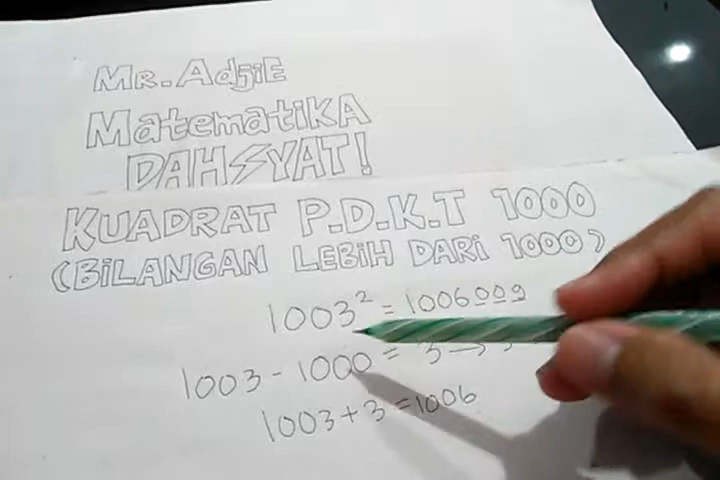 MR. AdjiE
MatematiKA
DAHSYAT!
KUADRAT P.D.K.T 1000
(BiLANGAN LEBIH DARi 1000)
1003² = 1006009
1003 - 1000 = 3 →
1003 + 3 = 1006